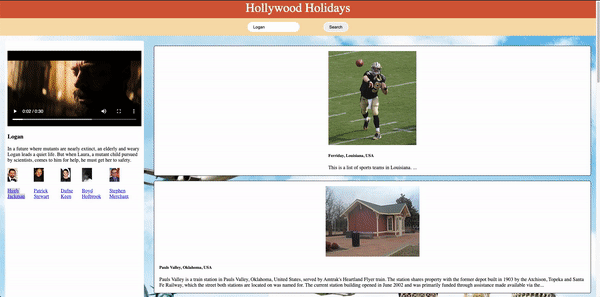 Hollywood Holidays
Logan
Search
0:02 / 0:30
Logan
In a future where mutants are nearly extinct, an elderly and weary
Logan leads a quiet life. But when Laura, a mutant child pursued
by scientists, comes to him for help, he must get her to safety.
Hugh
Jackman
Patrick
Stewart
Dafne
Keen
Boyd
Holbrook
Stephen
Merchant
Ferriday, Louisiana, USA
This is a list of sports teams in Louisiana. ...
Pauls Valley, Oklahoma, USA
Pauls Valley is a train station in Pauls Valley, Oklahoma, United States, served by Amtrak's Heartland Flyer train. The station shares property with the former depot built in 1903 by the Atchison, Topeka and Santa
Fe Railway, which the street both stations are located on was named for. The current station building opened in June 2002 and was primarily funded through assistance made available via the...